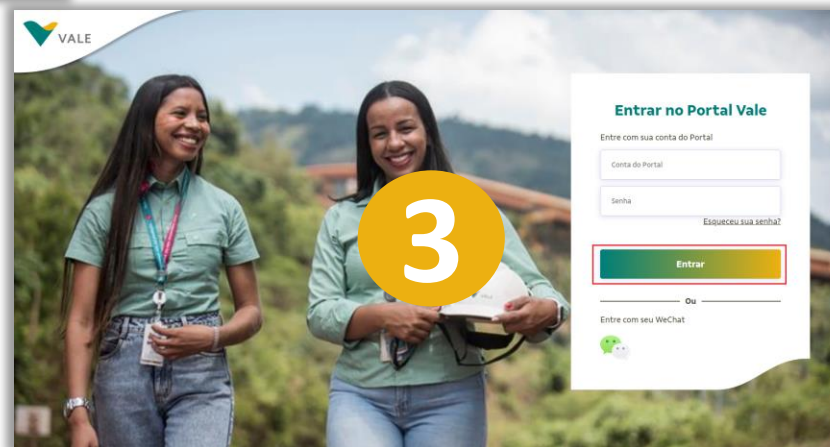 VALE
3
Entrar no Portal Vale
Entre com sua conta do Portal
Conta do Portal
Senha
Esqueceu sua senha?
Entrar
Ou
Entre com seu WeChat